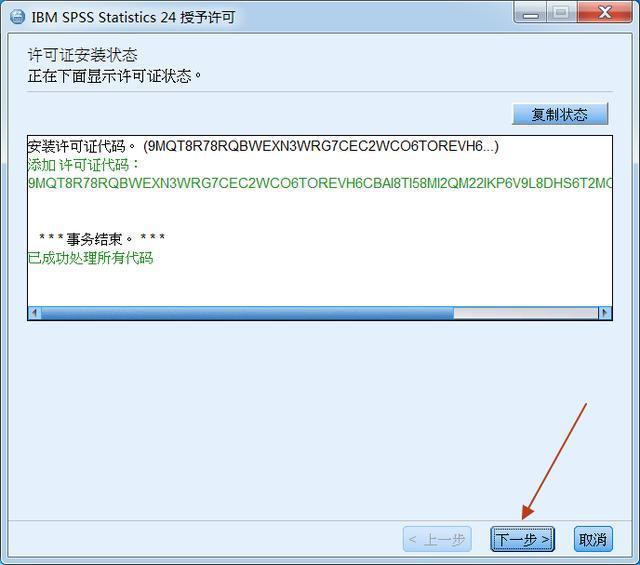 IBM SPSS Statistics 24 授予许可
许可证安装状态
正在下面显示许可证状态。
复制状态
安装许可证代码。 (9MQT8R78RQBWEXN3WRG7CEC2WCO6TOREVH6...)
添加 许可证代码：
9MQT8R78RQBWEXN3WRG7CEC2WCO6TOREVH6CBAI8TI58MI2QM22IKP6V9L8DHS6T2MC
* * * 事务结束。 * * *
已成功处理所有代码
< 上一步
下一步 >
取消